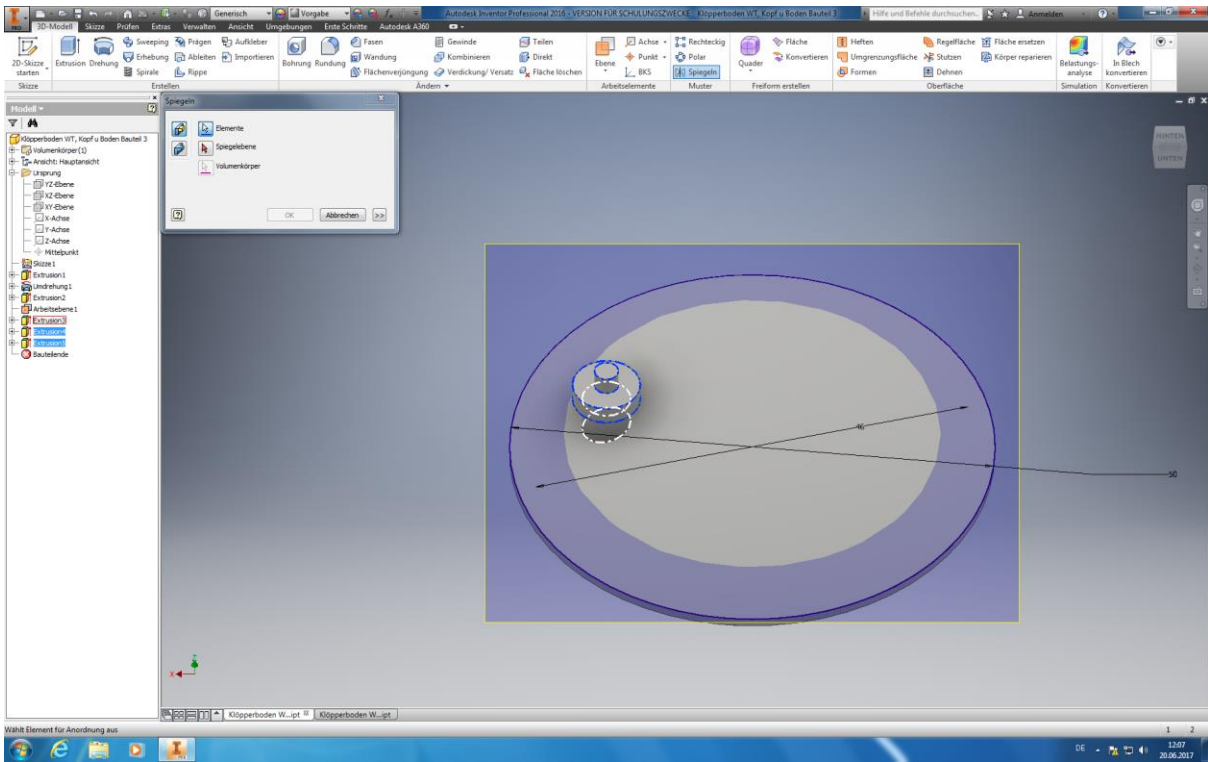 Generisch Vorgabe Autodesk Inventor Professional 2016 - VERSION FÜR SCHULUNGSZWECKE Klöpperboden WT, Kopf u Boden Bauteil 3 Hilfe und Befehle durchsuchen... Anmelden
3D-Modell Skizze Prüfen Extras Verwalten Ansicht Umgebungen Erste Schritte Autodesk A360
2D-Skizze starten
Extrusion Drehung
Sweeping Prägen Aufkleber
Erhebung Ableiten Importieren
Spirale Rippe
Bohrung Rundung
Fasen Gewinde Teilen
Wandung Kombinieren Direkt
Flächenverjüngung Verdickung/ Versatz Fläche löschen
Ebene
Achse
Punkt
BKS
Rechteckig
Polar
Spiegeln
Quader
Fläche
Konvertieren
Heften Regelfläche Fläche ersetzen
Umgrenzungsfläche Stutzen Körper reparieren
Formen Dehnen
Belastungs-
analyse
In Blech
konvertieren
Skizze Erstellen Ändern Arbeitselemente Muster Freiform erstellen Oberfläche Simulation Konvertieren
Modell
Klöpperboden WT, Kopf u Boden Bauteil 3
Volumenkörper(1)
Ansicht: Hauptansicht
Ursprung
YZ-Ebene
XZ-Ebene
XY-Ebene
X-Achse
Y-Achse
Z-Achse
Mittelpunkt
Skizze1
Extrusion1
Umdrehung1
Extrusion2
Arbeitsebene1
Extrusion3
Extrusion4
Extrusion5
Bauteilende
Spiegeln
Elemente
Spiegelebene
Volumenkörper
OK Abbrechen >>
HINTEN
UNTEN
46
50
X
Klöpperboden W...ipt Klöpperboden W...ipt
Wählt Element für Anordnung aus
1 2
DE
12:07
20.06.2017